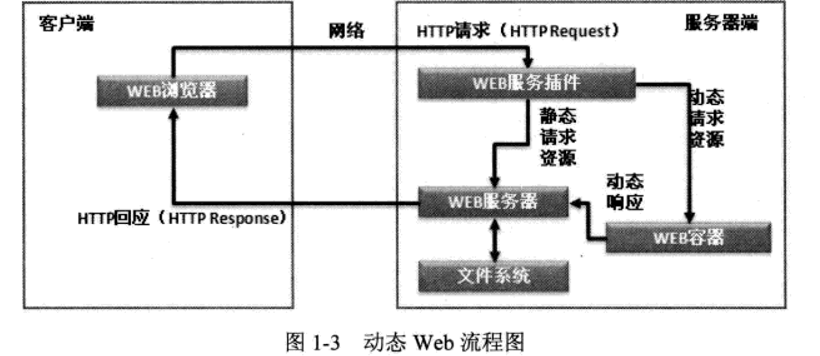 客户端
网络
HTTP请求（HTTP Request）
服务器端
WEB浏览器
WEB服务插件
静态
请求
资源
动态
请求
资源
WEB服务器
动态
响应
HTTP回应（HTTP Response）
WEB容器
文件系统
图 1-3 动态 Web 流程图